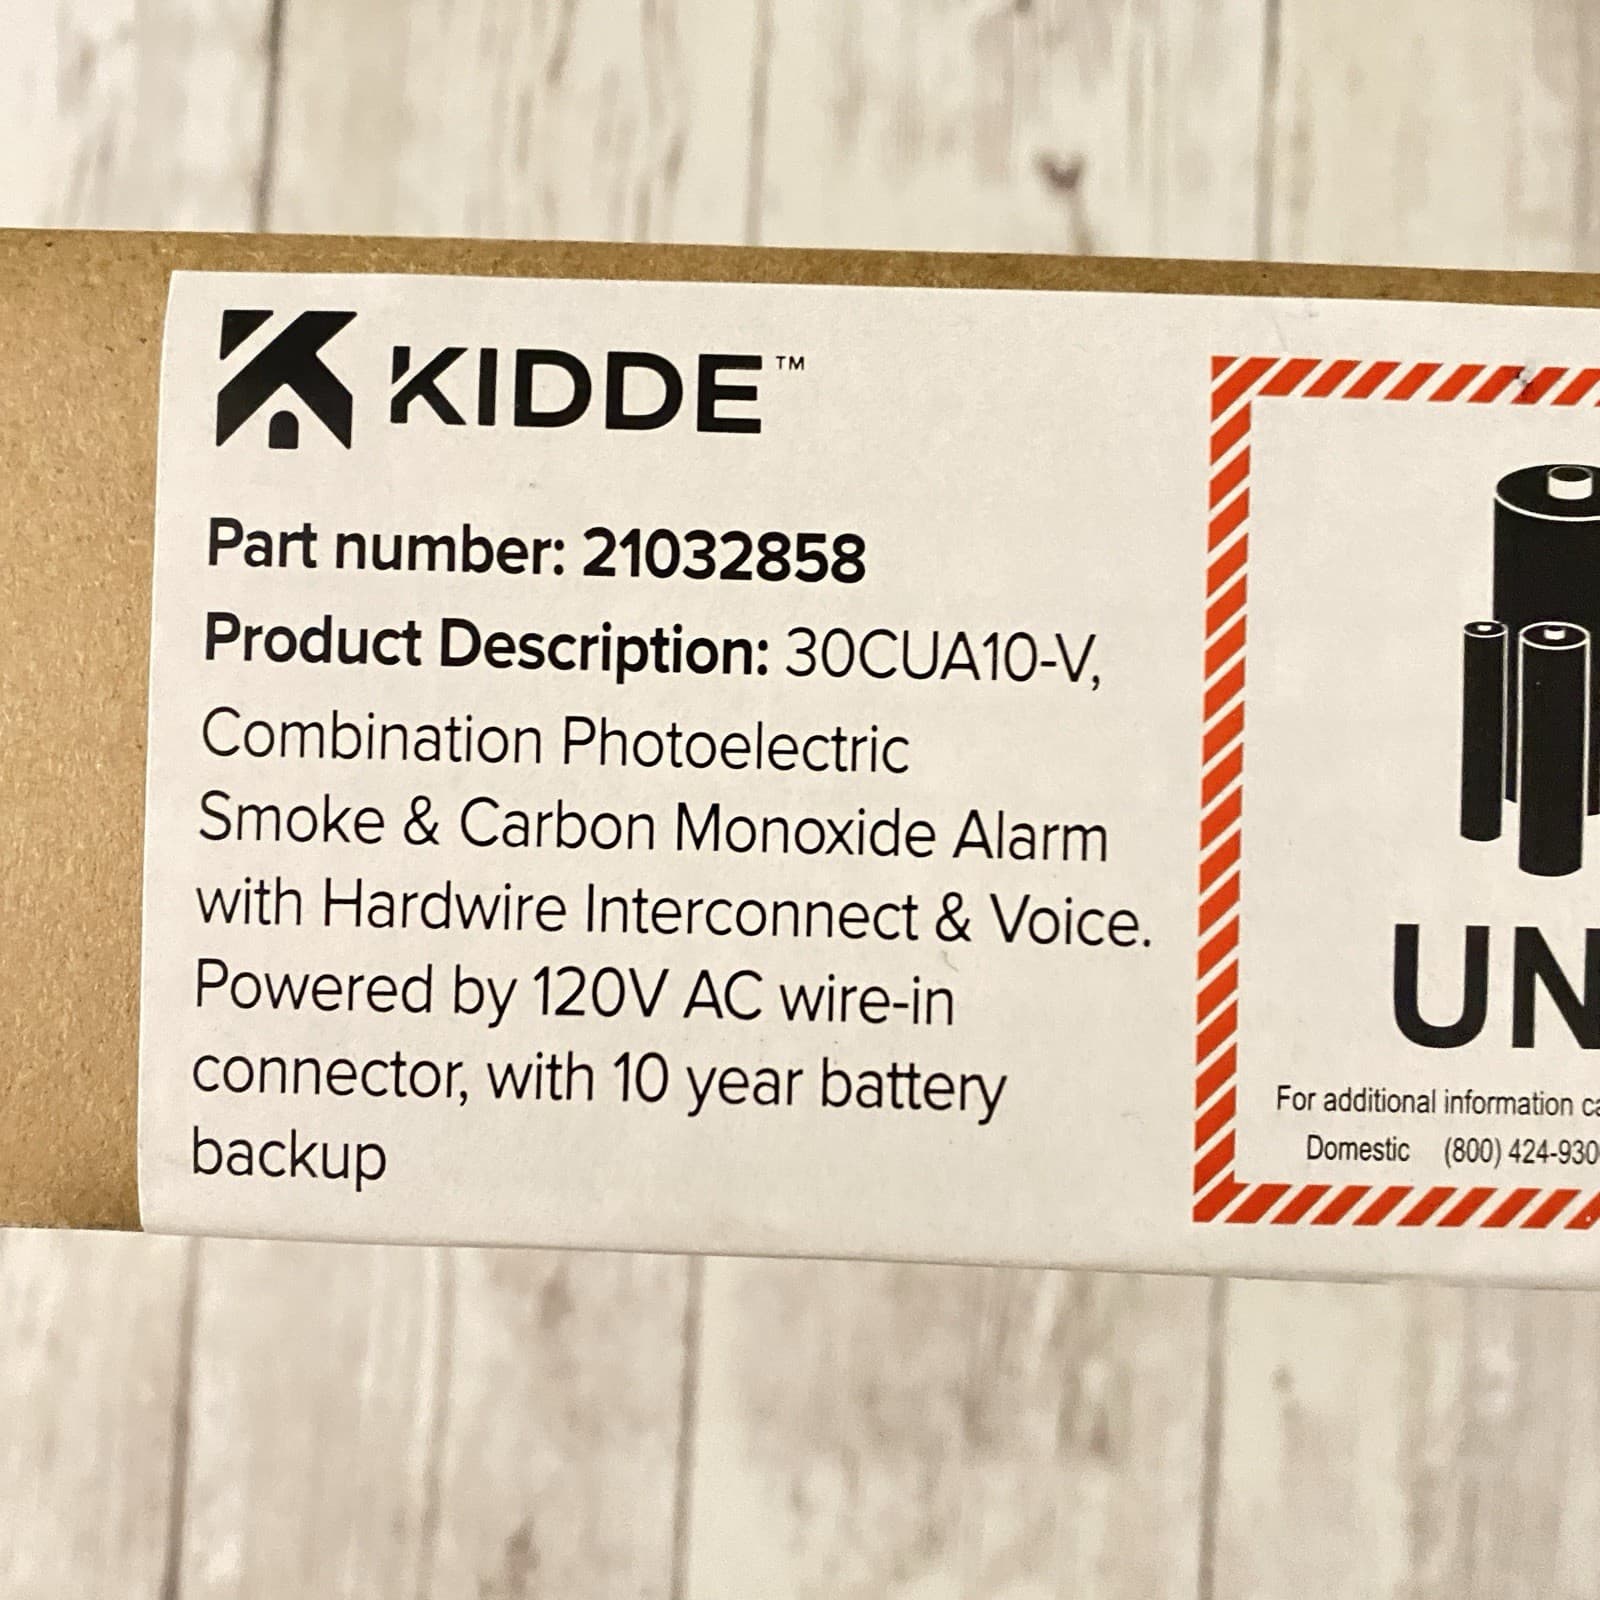 KIDDE™
Part number: 21032858
Product Description: 30CUA10-V,
Combination Photoelectric
Smoke & Carbon Monoxide Alarm
with Hardwire Interconnect & Voice.
Powered by 120V AC wire-in
connector, with 10 year battery
backup
UN
For additional information
Domestic (800) 424-930